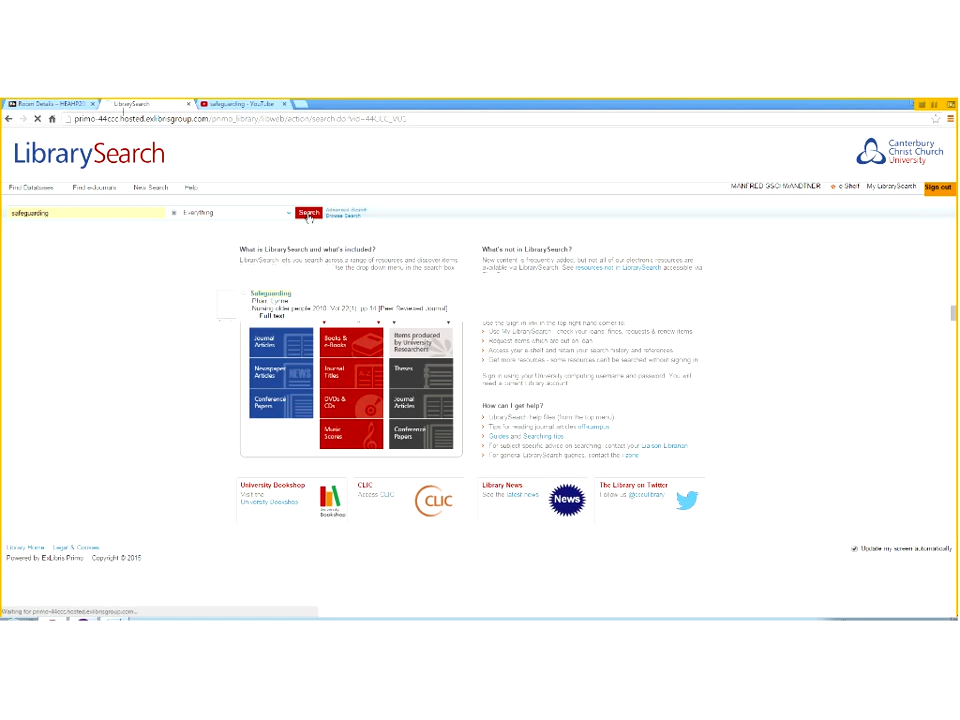 Room Details - HEAHP20
LibrarySearch
safeguarding - YouTube
primo-44ccc.hosted.exlibrisgroup.com/primo_library/libweb/action/search.do?vid=44CCC_VU1
LibrarySearch
Canterbury
Christ Church
University
Find Databases Find e-Journals New Search Help
MANFRED GSCHMANDTNER e-Shelf My LibrarySearch Sign out
safeguarding Everything Search Advanced Search
Browse Search
What is LibrarySearch and what's included?
LibrarySearch lets you search across a range of resources and discover items
the drop down menu in the search box
What's not in LibrarySearch?
New content is frequently added, but not all of our electronic resources are
available via LibrarySearch. See resources not in LibrarySearch accessible via
Safeguarding
Phair, Lynne
Nursing older people 2010, Vol.22(1), pp.14 [Peer Reviewed Journal]
Full text
Journal
Articles
Books &
e-Books
Items produced
by University
Researchers
Newspaper
Articles
Journal
Titles
Theses
Conference
Papers
DVDs &
CDs
Journal
Articles
Music
Scores
Conference
Papers
Use the Sign in link in the top right hand corner to:
Use My LibrarySearch - check your loans, fines, requests & renew items
Request items which are out on loan
Access your e-shelf and retain your search history and references
Get more resources - some resources can't be searched without signing in
Sign in using your University computing username and password. You will
need a current Library account
How can I get help?
LibrarySearch help files (from the top menu)
Tips for reading journal articles off-campus
Guides and Searching tips
For subject specific advice on searching, contact your Liaison Librarian
For general LibrarySearch queries, contact the i-zone
University Bookshop
Visit the
University Bookshop
University
Bookshop
CLIC
Access CLIC
CLIC
Library News
See the latest news
News
The Library on Twitter
Follow us @ccculibrary
Library Home Legal & Cookies
Powered by ExLibris Primo Copyright © 2015
Update my screen automatically
Waiting for primo-44ccc.hosted.exlibrisgroup.com...